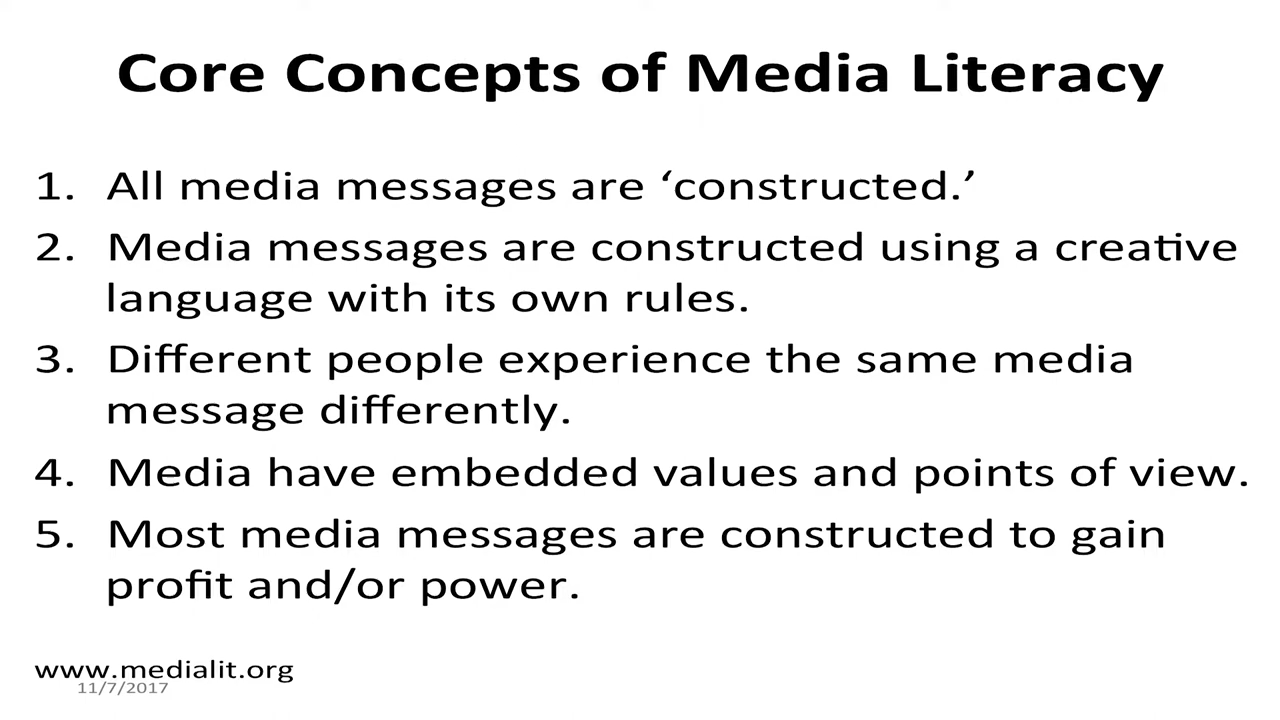 Core Concepts of Media Literacy
1. All media messages are ‘constructed.’
2. Media messages are constructed using a creative
language with its own rules.
3. Different people experience the same media
message differently.
4. Media have embedded values and points of view.
5. Most media messages are constructed to gain
profit and/or power.
www.medialit.org
11/7/2017